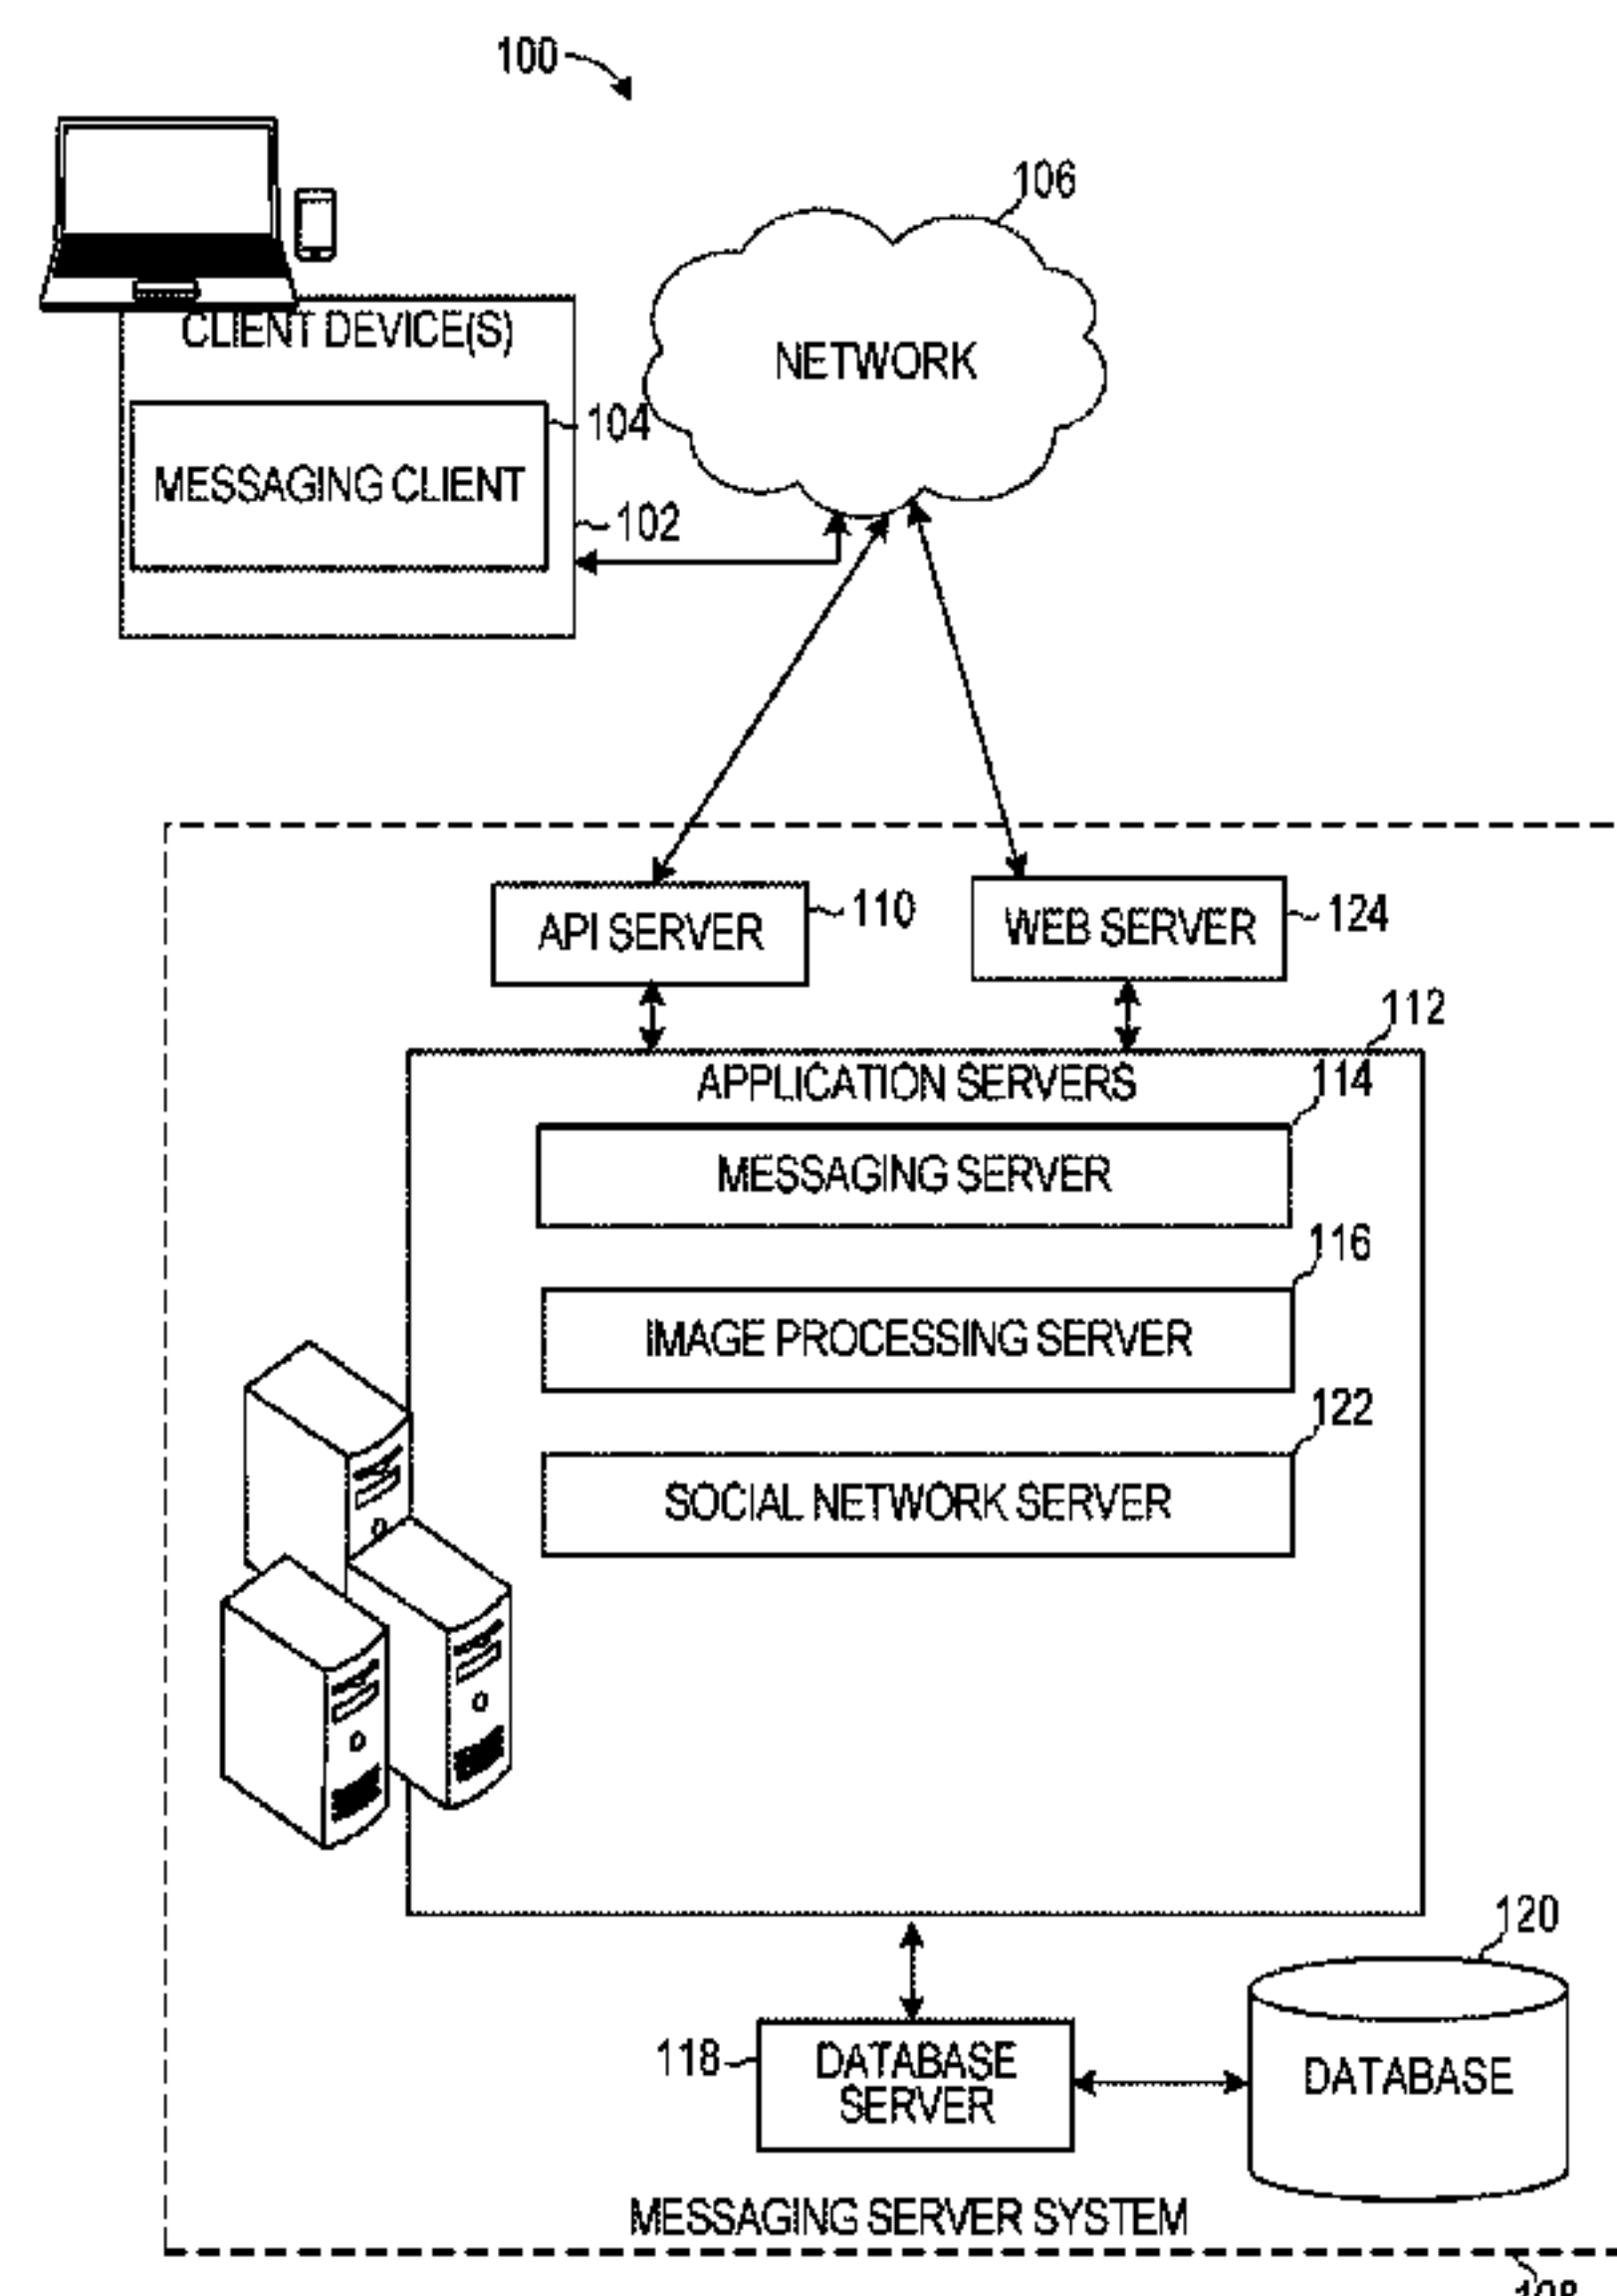 100
106
CLIENT DEVICE(S)
NETWORK
104
MESSAGING CLIENT
102
API SERVER
110
WEB SERVER
124
112
APPLICATION SERVERS
114
MESSAGING SERVER
116
IMAGE PROCESSING SERVER
122
SOCIAL NETWORK SERVER
120
118
DATABASE
SERVER
DATABASE
MESSAGING SERVER SYSTEM